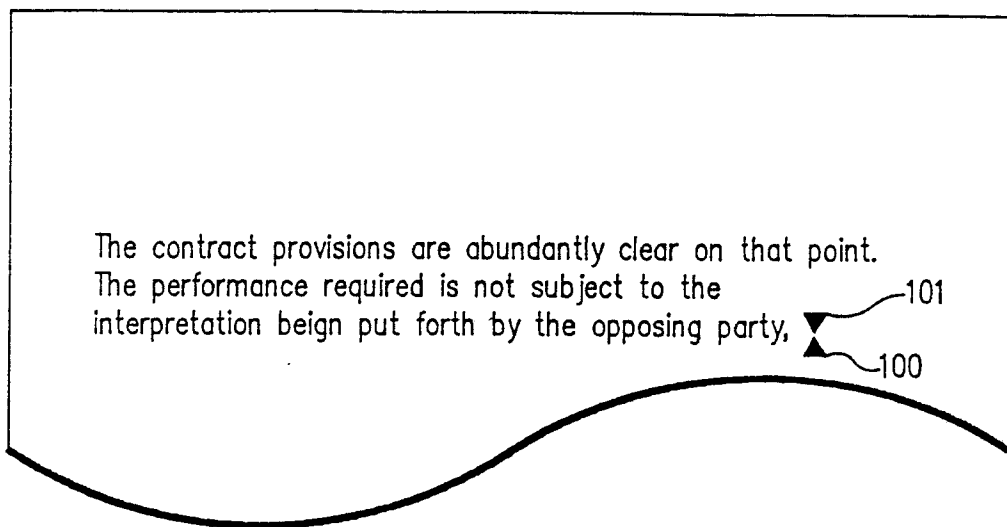 The contract provisions are abundantly clear on that point.
The performance required is not subject to the
101
interpretation beign put forth by the opposing party,
100